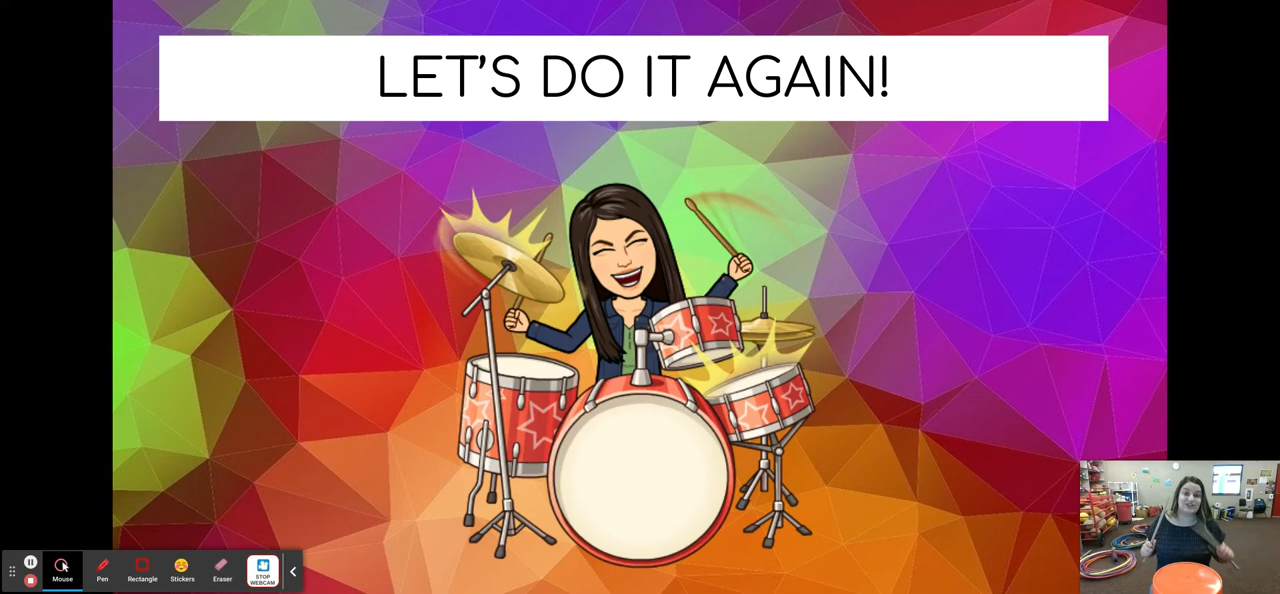 LET'S DO IT AGAIN!
Mouse
Pen
Rectangle
Stickers
Eraser
STOP
WEBCAM